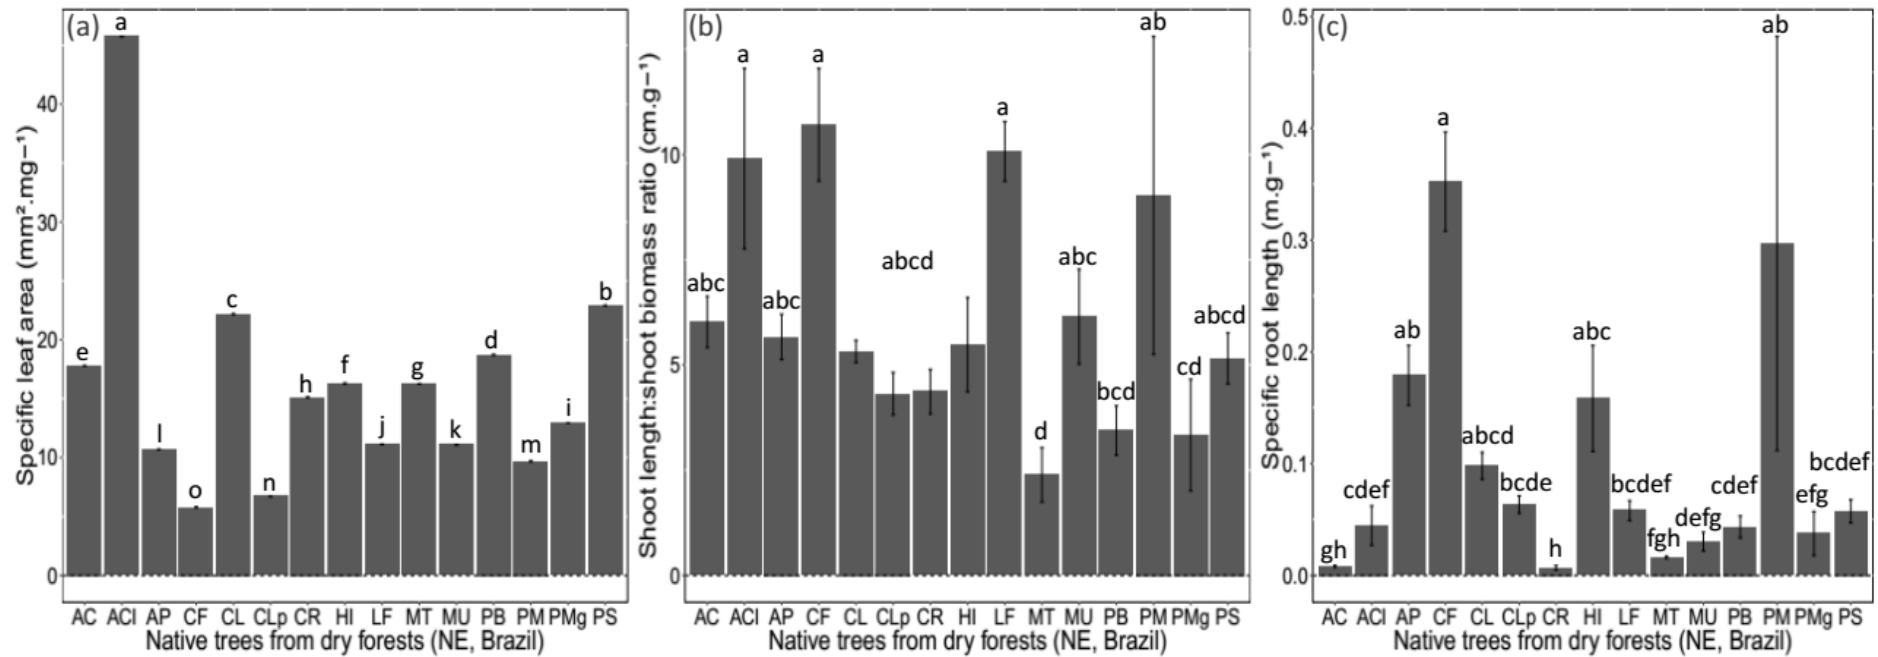 (a)
a
e
l
o
c
n
h
f
j
g
k
d
m
i
b
40
30
20
10
0
Specific leaf area (mm².mg−¹)
AC ACI AP CF CL CLp CR HI LF MT MU PB PM PMg PS
Native trees from dry forests (NE, Brazil)
(b)
abc
a
abc
a
abcd
a
d
abc
bcd
ab
cd
abcd
10
5
0
Shoot length:shoot biomass ratio (cm.g−¹)
AC ACI AP CF CL CLp CR HI LF MT MU PB PM PMg PS
Native trees from dry forests (NE, Brazil)
(c)
gh
cdef
ab
a
abcd
bcde
h
abc
bcdef
fgh
defg
cdef
ab
efg
bcdef
0.5
0.4
0.3
0.2
0.1
0.0
Specific root length (m.g−¹)
AC ACI AP CF CL CLp CR HI LF MT MU PB PM PMg PS
Native trees from dry forests (NE, Brazil)